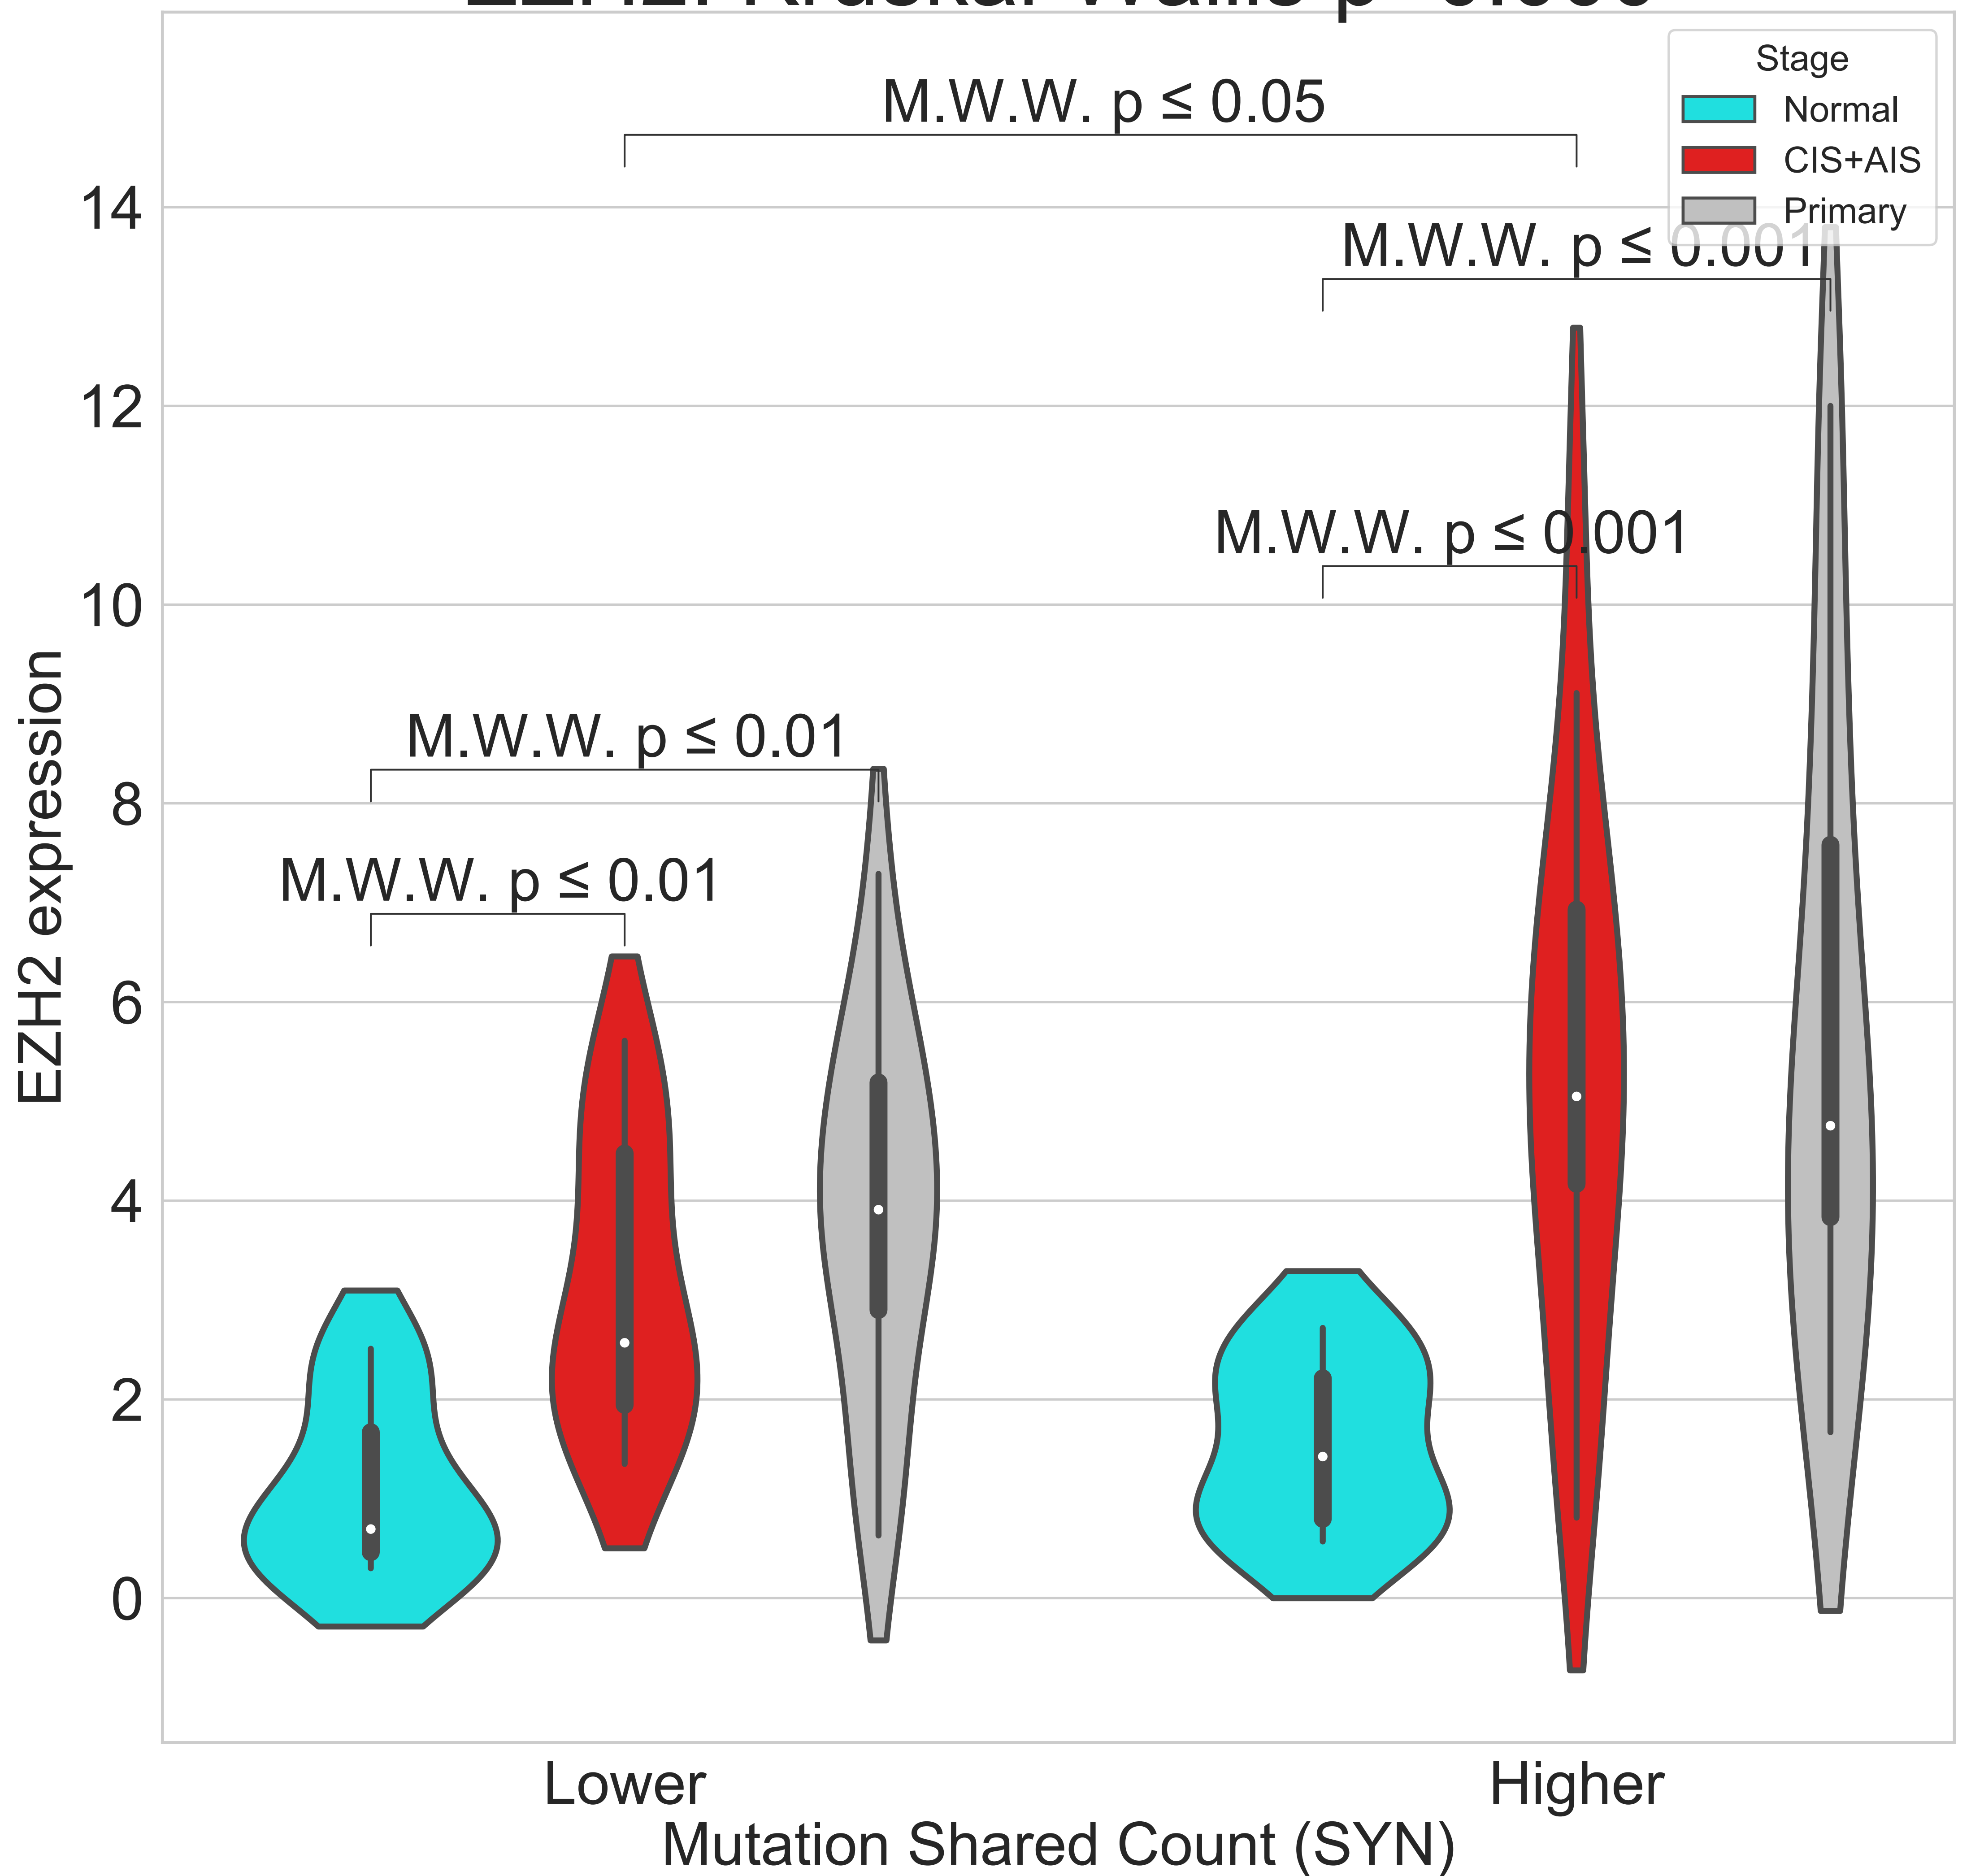 M.W.W. p ≤ 0.05
Stage
Normal
CIS+AIS
Primary
M.W.W. p ≤ 0.001
M.W.W. p ≤ 0.001
M.W.W. p ≤ 0.01
M.W.W. p ≤ 0.01
14
12
10
8
6
4
2
0
EZH2 expression
Lower
Higher
Mutation Shared Count (SYN)